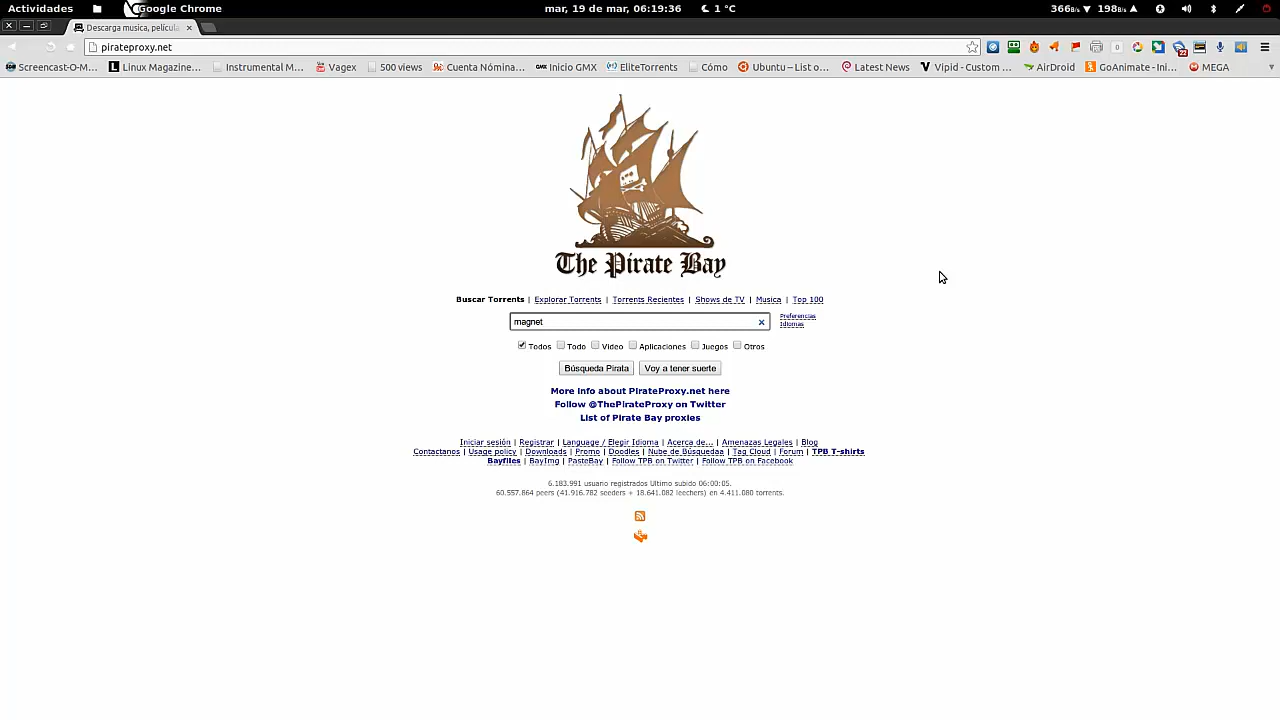 Actividades Google Chrome mar, 19 de mar, 06:19:36 1 °C 366B/s 198B/s
Descarga musica, película
pirateproxy.net
Screencast-O-M... Linux Magazine... Instrumental M... Vagex 500 views Cuenta Nómina... Inicio GMX EliteTorrents Cómo Ubuntu – List o... Latest News Vipid - Custom ... AirDroid GoAnimate - Ini... MEGA
The Pirate Bay
Buscar Torrents | Explorar Torrents | Torrents Recientes | Shows de TV | Musica | Top 100
magnet
Preferencias
Idiomas
Todos Todo Video Aplicaciones Juegos Otros
Búsqueda Pirata Voy a tener suerte
More info about PirateProxy.net here
Follow @ThePirateProxy on Twitter
List of Pirate Bay proxies
Iniciar sesión | Registrar | Language / Elegir Idioma | Acerca de... | Amenazas Legales | Blog
Contactanos | Usage policy | Downloads | Promo | Doodles | Nube de Búsquedaa | Tag Cloud | Forum | TPB T-shirts
Bayfiles | BayImg | PasteBay | Follow TPB on Twitter | Follow TPB on Facebook
6.183.991 usuario registrados Ultimo subido 06:00:05.
60.557.864 peers (41.916.782 seeders + 18.641.082 leechers) en 4.411.080 torrents.